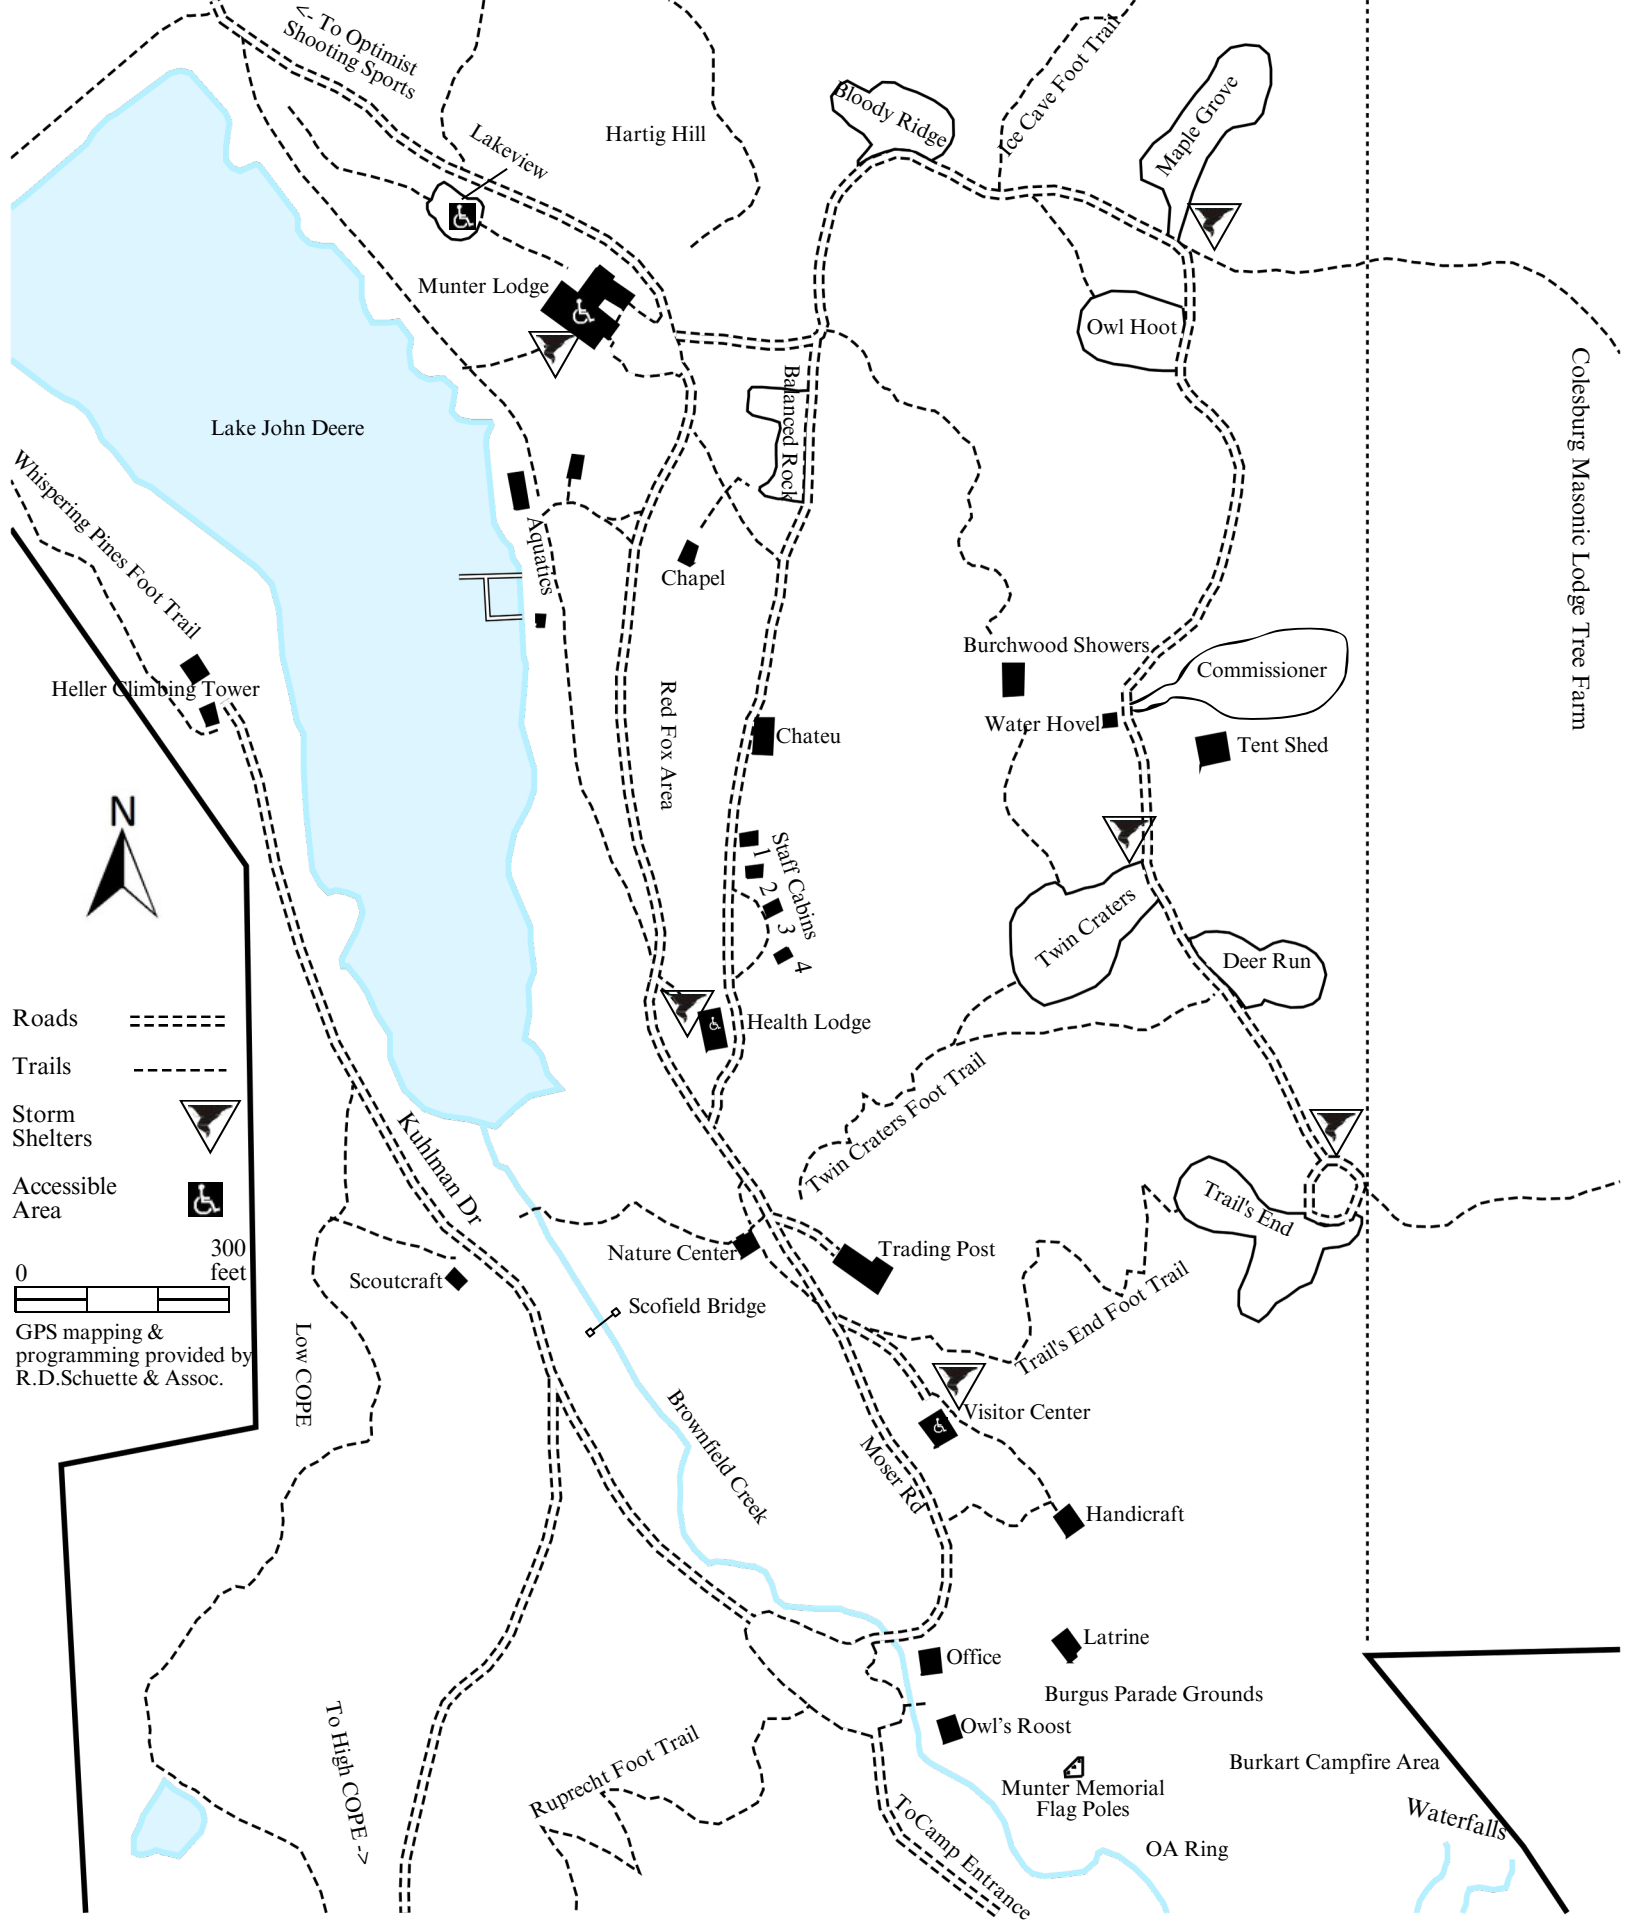 <- To Optimist
Shooting Sports
Lakeview
Hartig Hill
Bloody Ridge
Ice Cave Foot Trail
Maple Grove
Munter Lodge
Owl Hoot
Balanced Rock
Colesburg Masonic Lodge Tree Farm
Lake John Deere
Whispering Pines Foot Trail
Aquatics
Chapel
Heller Climbing Tower
Red Fox Area
Burchwood Showers
Commissioner
Water Hovel
Tent Shed
Chateu
N
Staff Cabins
1
2
3
4
Twin Craters
Deer Run
Health Lodge
Roads
Trails
Storm
Shelters
Accessible
Area
0
300
feet
GPS mapping &
programming provided by
R.D.Schuette & Assoc.
Kuhlman Dr
Twin Craters Foot Trail
Trail's End
Nature Center
Trading Post
Scoutcraft
Scofield Bridge
Trail's End Foot Trail
Low COPE
Brownfield Creek
Visitor Center
Moser Rd
Handicraft
Latrine
Office
Burgus Parade Grounds
Owl's Roost
To High COPE ->
Ruprecht Foot Trail
Burkart Campfire Area
Munter Memorial
Flag Poles
Waterfalls
ToCamp Entrance
OA Ring